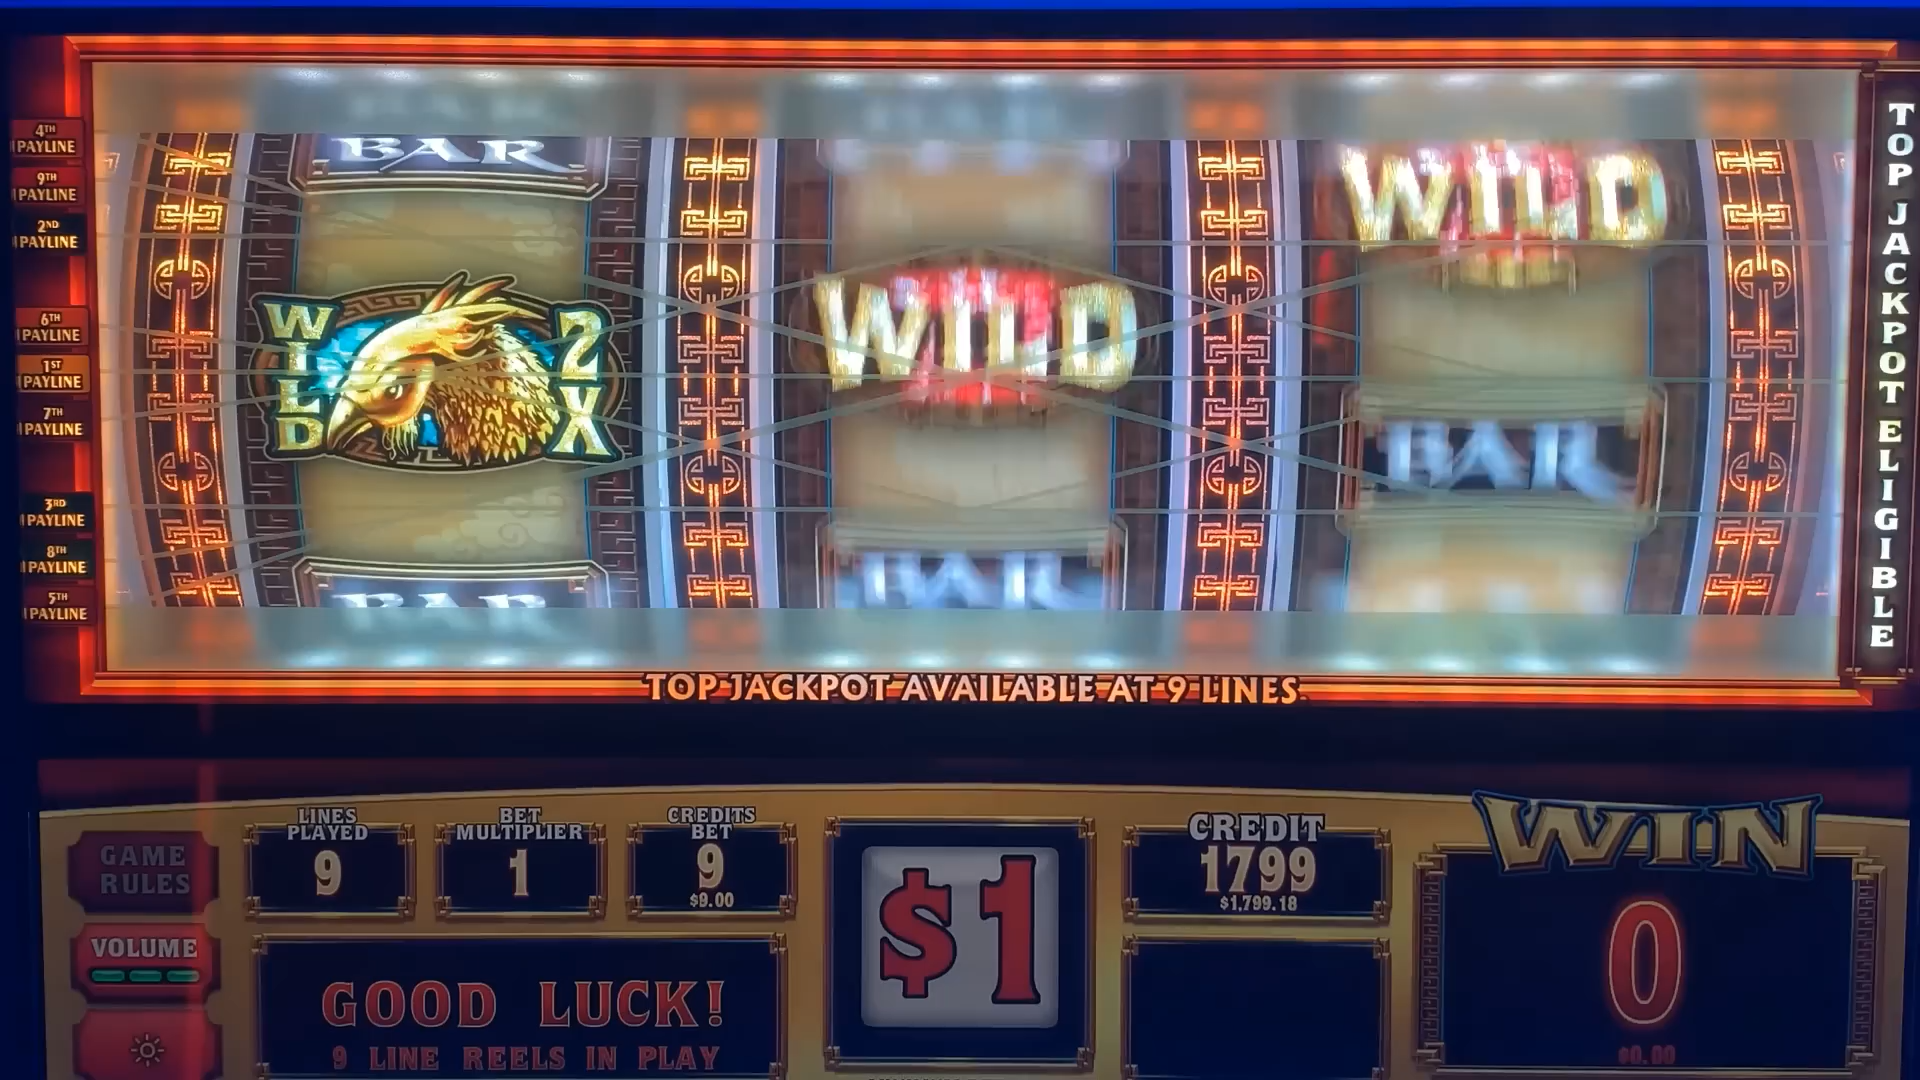 4TH
PAYLINE
9TH
PAYLINE
2ND
PAYLINE
6TH
PAYLINE
1ST
PAYLINE
7TH
PAYLINE
3RD
PAYLINE
8TH
PAYLINE
5TH
PAYLINE
BAR
WILD
2X
BAR
WILD
BAR
WILD
BAR
TOP JACKPOT ELIGIBLE
TOP JACKPOT AVAILABLE AT 9 LINES
GAME
RULES
VOLUME
LINES
PLAYED
9
BET
MULTIPLIER
1
CREDITS
BET
9
$9.00
GOOD LUCK!
9 LINE REELS IN PLAY
$1
CREDIT
1799
$1,799.18
WIN
0
$0.00